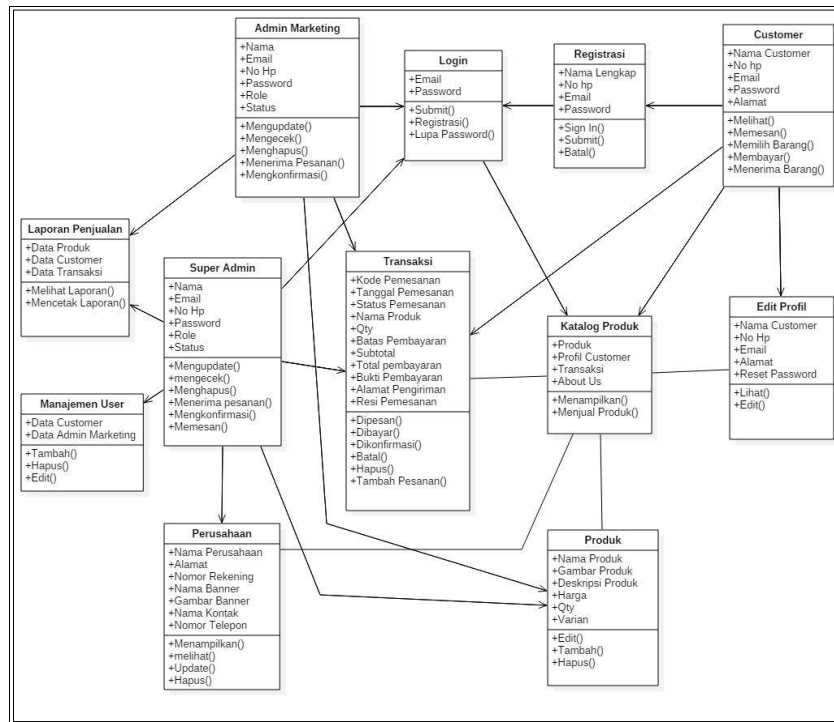 Admin Marketing
+Nama
+Email
+No Hp
+Password
+Role
+Status
+Mengupdate()
+Mengecek()
+Menghapus()
+Menerima Pesanan()
+Mengkonfirmasi()
Login
+Email
+Password
+Submit()
+Registrasi()
+Lupa Password()
Registrasi
+Nama Lengkap
+No hp
+Email
+Password
+Sign In()
+Submit()
+Batal()
Customer
+Nama Customer
+No hp
+Email
+Password
+Alamat
+Melihat()
+Memesan()
+Memilih Barang()
+Membayar()
+Menerima Barang()
Laporan Penjualan
+Data Produk
+Data Customer
+Data Transaksi
+Melihat Laporan()
+Mencetak Laporan()
Super Admin
+Nama
+Email
+No Hp
+Password
+Role
+Status
+Mengupdate()
+mengecek()
+Menghapus()
+Menerima pesanan()
+Mengkonfirmasi()
+Memesan()
Transaksi
+Kode Pemesanan
+Tanggal Pemesanan
+Status Pemesanan
+Nama Produk
+Qty
+Batas Pembayaran
+Subtotal
+Total pembayaran
+Bukti Pembayaran
+Alamat Pengiriman
+Resi Pemesanan
+Dipesan()
+Dibayar()
+Dikonfirmasi()
+Batal()
+Hapus()
+Tambah Pesanan()
Katalog Produk
+Produk
+Profil Customer
+Transaksi
+About Us
+Menampilkan()
+Menjual Produk()
Edit Profil
+Nama Customer
+No Hp
+Email
+Alamat
+Reset Password
+Lihat()
+Edit()
Manajemen User
+Data Customer
+Data Admin Marketing
+Tambah()
+Hapus()
+Edit()
Perusahaan
+Nama Perusahaan
+Alamat
+Nomor Rekening
+Nama Banner
+Gambar Banner
+Nama Kontak
+Nomor Telepon
+Menampilkan()
+melihat()
+Update()
+Hapus()
Produk
+Nama Produk
+Gambar Produk
+Deskripsi Produk
+Harga
+Qty
+Varian
+Edit()
+Tambah()
+Hapus()